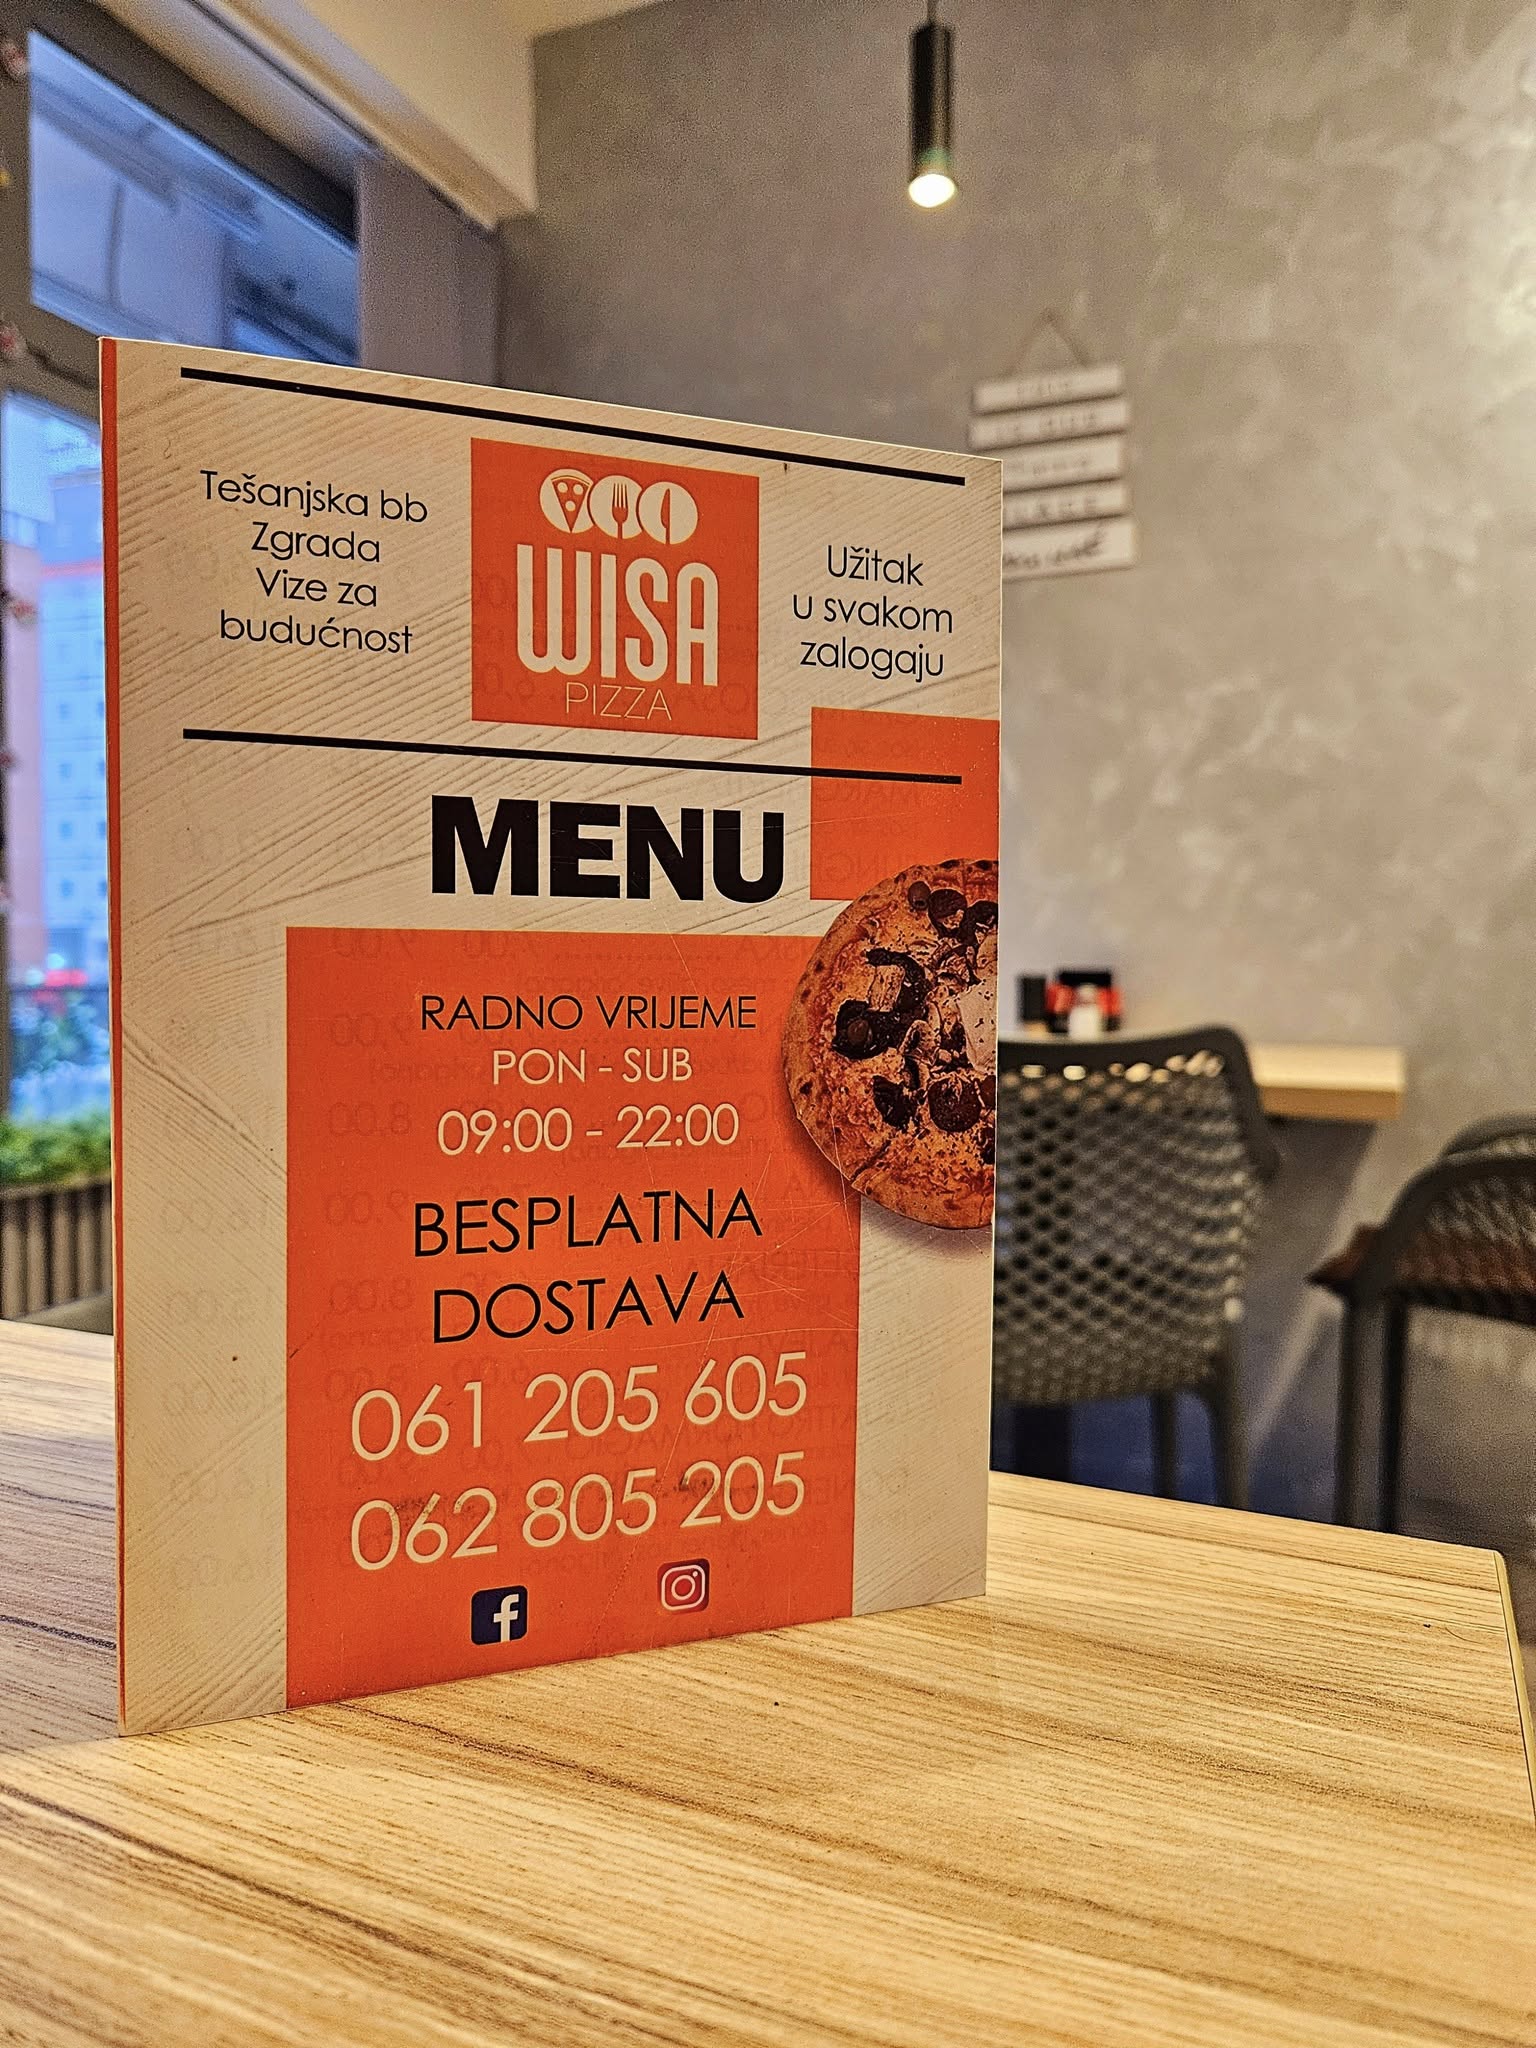 Tešanjska bb
Zgrada
Vize za
budućnost
WISA
PIZZA
Užitak
u svakom
zalogaju
MENU
RADNO VRIJEME
PON - SUB
09:00 - 22:00
BESPLATNA
DOSTAVA
061 205 605
062 805 205